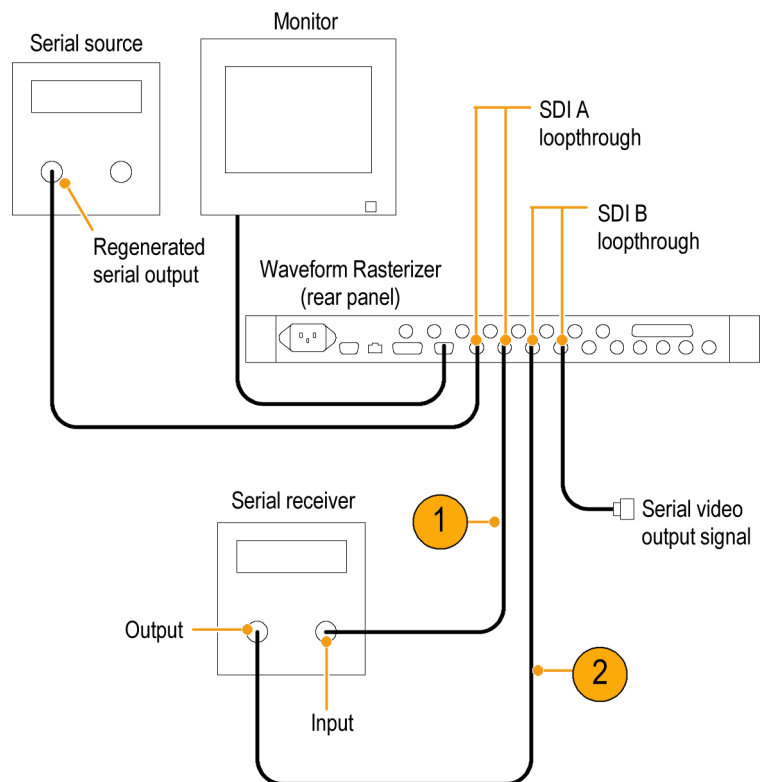 Monitor
Serial source
SDI A
loopthrough
SDI B
loopthrough
Regenerated
serial output
Waveform Rasterizer
(rear panel)
Serial receiver
1
Serial video
output signal
Output
2
Input